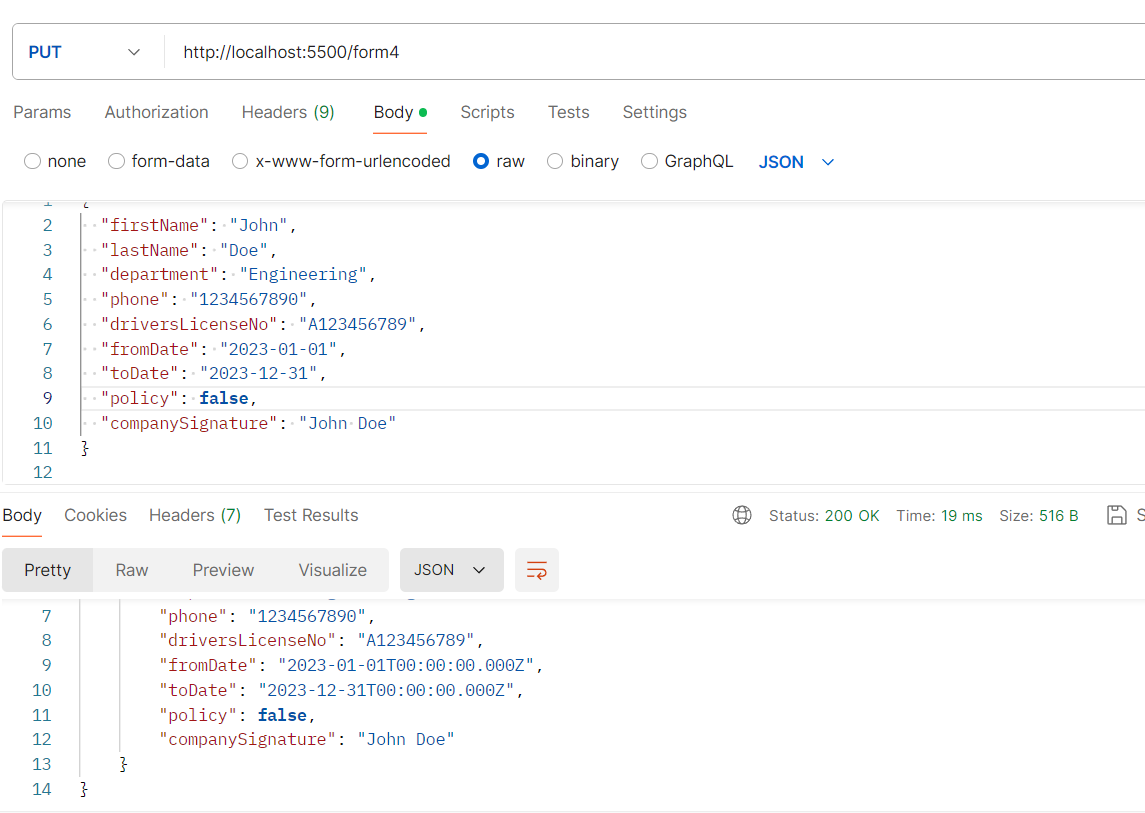 PUT http://localhost:5500/form4
Params Authorization Headers (9) Body Scripts Tests Settings
none form-data x-www-form-urlencoded raw binary GraphQL JSON
1 {
2 "firstName": "John",
3 "lastName": "Doe",
4 "department": "Engineering",
5 "phone": "1234567890",
6 "driversLicenseNo": "A123456789",
7 "fromDate": "2023-01-01",
8 "toDate": "2023-12-31",
9 "policy": false,
10 "companySignature": "John Doe"
11 }
12
Body Cookies Headers (7) Test Results Status: 200 OK Time: 19 ms Size: 516 B S
Pretty Raw Preview Visualize JSON
7 "phone": "1234567890",
8 "driversLicenseNo": "A123456789",
9 "fromDate": "2023-01-01T00:00:00.000Z",
10 "toDate": "2023-12-31T00:00:00.000Z",
11 "policy": false,
12 "companySignature": "John Doe"
13 }
14 }